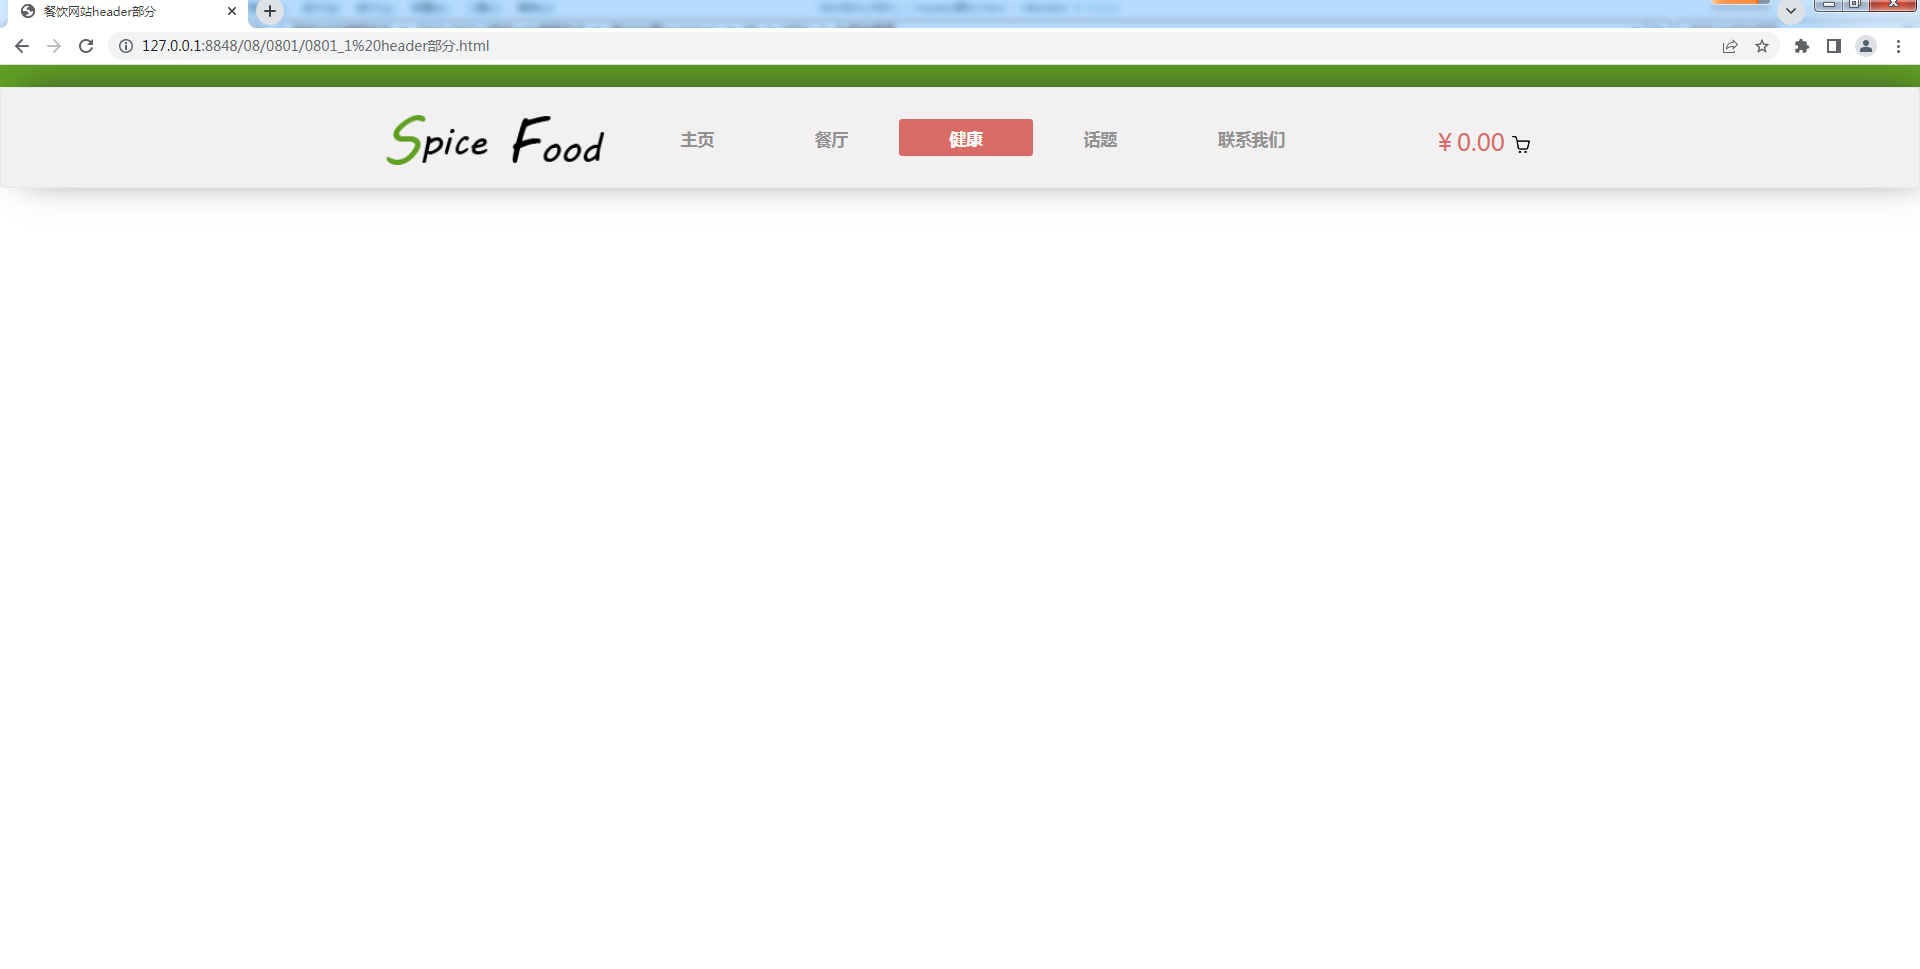 餐饮网站header部分
127.0.0.1:8848/08/0801/0801_1%20header部分.html
Spice Food 主页 餐厅 健康 话题 联系我们 ¥ 0.00